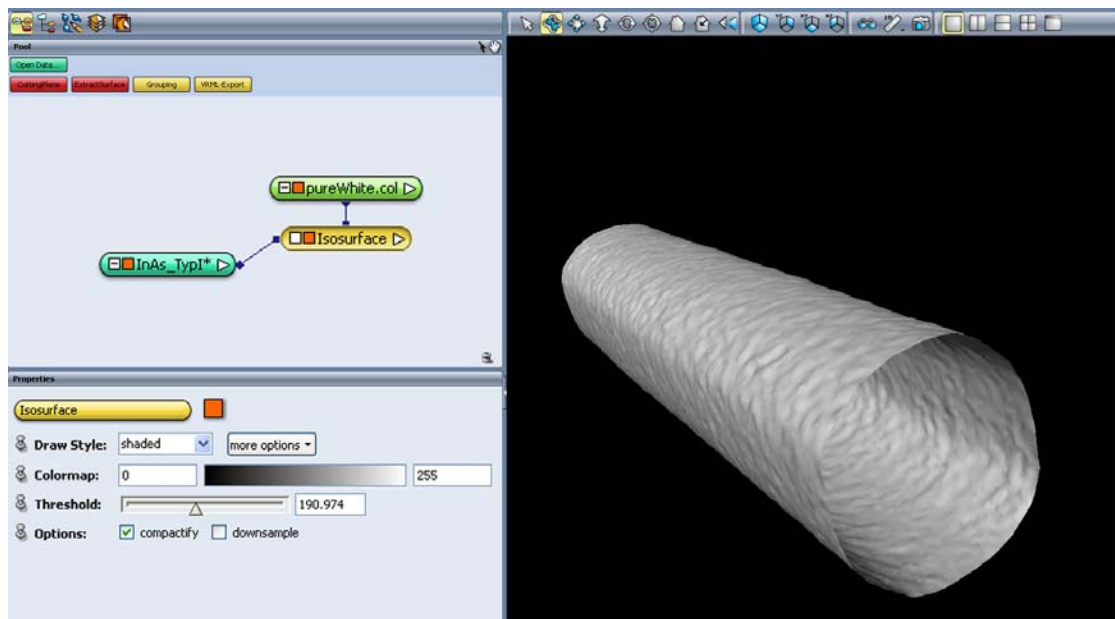 Pool
Open Data...
CuttingPlane ExtractSurface Grouping VRML-Export
pureWhite.col
Isosurface
InAs_TypI*
Properties
Isosurface
Draw Style: shaded more options
Colormap: 0 255
Threshold: 190.974
Options: compactify downsample